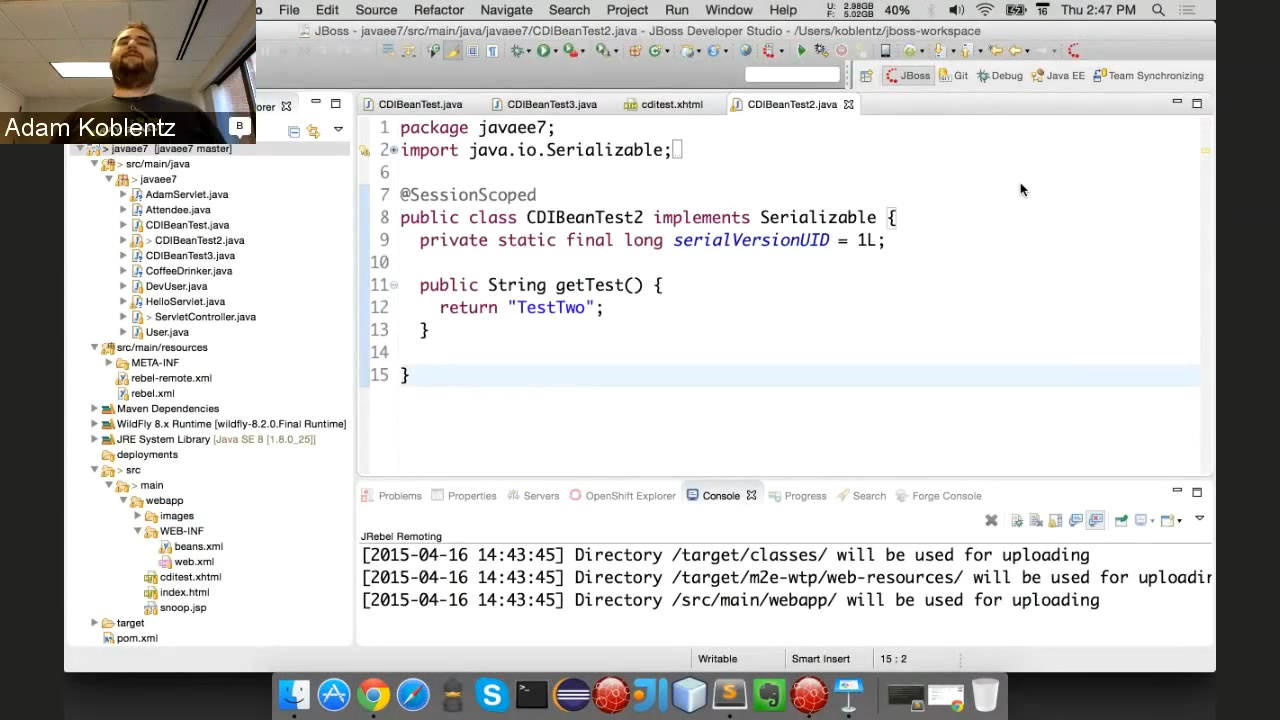 File Edit Source Refactor Navigate Search Project Run Window Help U: 2.98GB F: 5.02GB 40% 16 Thu 2:47 PM
JBoss - javaee7/src/main/java/javaee7/CDIBeanTest2.java - JBoss Developer Studio - /Users/koblentz/jboss-workspace
JBoss Git Debug Java EE Team Synchronizing
Adam Koblentz B
orer CDIBeanTest.java CDIBeanTest3.java cditest.xhtml CDIBeanTest2.java
> javaee7 [javaee7 master]
> src/main/java
> javaee7
AdamServlet.java
Attendee.java
CDIBeanTest.java
> CDIBeanTest2.java
CDIBeanTest3.java
CoffeeDrinker.java
DevUser.java
HelloServlet.java
> ServletController.java
User.java
src/main/resources
META-INF
rebel-remote.xml
rebel.xml
Maven Dependencies
WildFly 8.x Runtime [wildfly-8.2.0.Final Runtime]
JRE System Library [Java SE 8 [1.8.0_25]]
deployments
> src
> main
webapp
images
WEB-INF
beans.xml
web.xml
cditest.xhtml
index.html
snoop.jsp
target
pom.xml
1 package javaee7;
2 import java.io.Serializable;
6
7 @SessionScoped
8 public class CDIBeanTest2 implements Serializable {
9 private static final long serialVersionUID = 1L;
10
11 public String getTest() {
12 return "TestTwo";
13 }
14
15 }
Problems Properties Servers OpenShift Explorer Console Progress Search Forge Console
JRebel Remoting
[2015-04-16 14:43:45] Directory /target/classes/ will be used for uploading
[2015-04-16 14:43:45] Directory /target/m2e-wtp/web-resources/ will be used for uploadin
[2015-04-16 14:43:45] Directory /src/main/webapp/ will be used for uploading
Writable Smart Insert 15 : 2